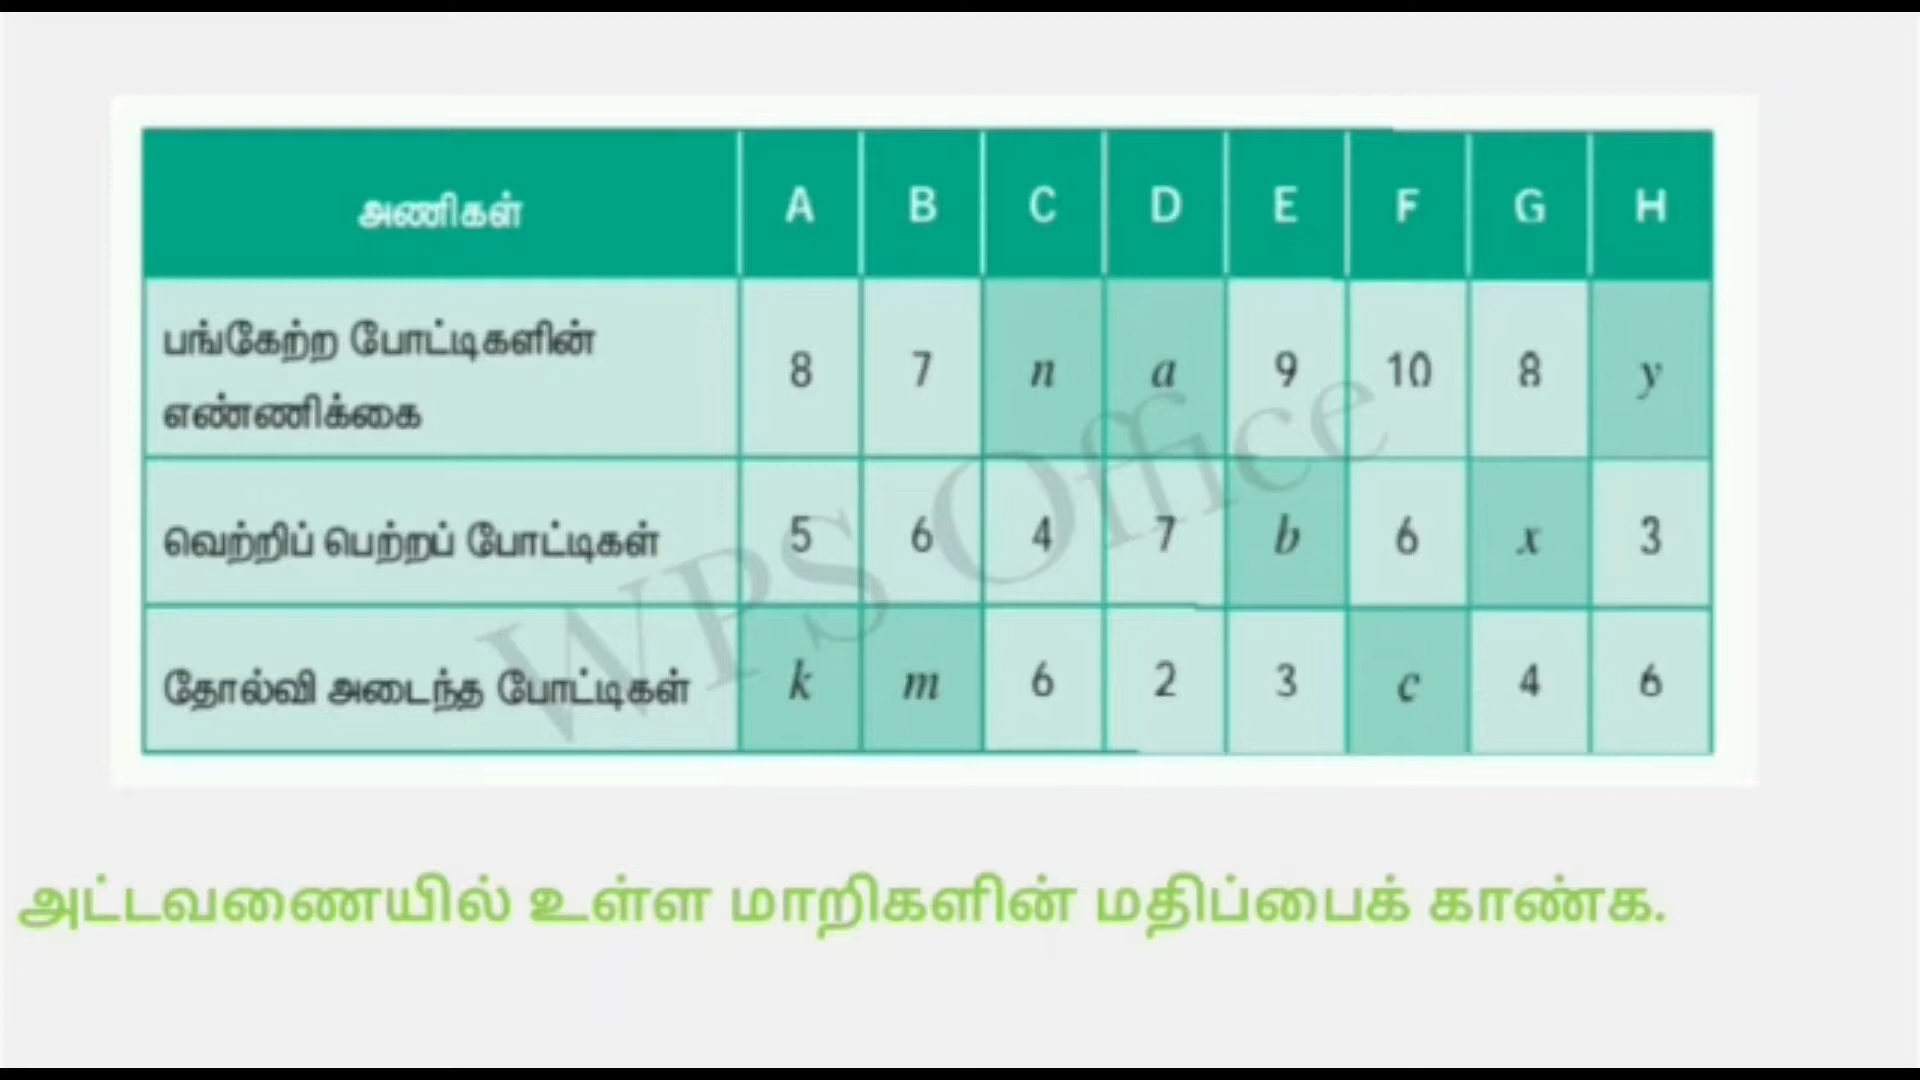 அணிகள் A B C D E F G H
பங்கேற்ற போட்டிகளின்
எண்ணிக்கை 8 7 n a 9 10 8 y
வெற்றிப் பெற்றப் போட்டிகள் 5 6 4 7 b 6 x 3
தோல்வி அடைந்த போட்டிகள் k m 6 2 3 c 4 6
WPS Office
அட்டவணையில் உள்ள மாறிகளின் மதிப்பைக் காண்க.